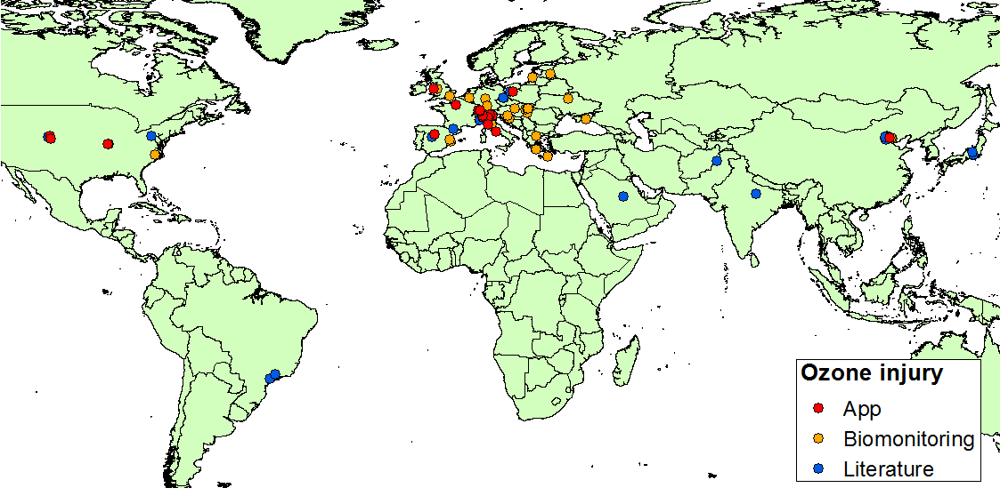 Ozone injury
App
Biomonitoring
Literature